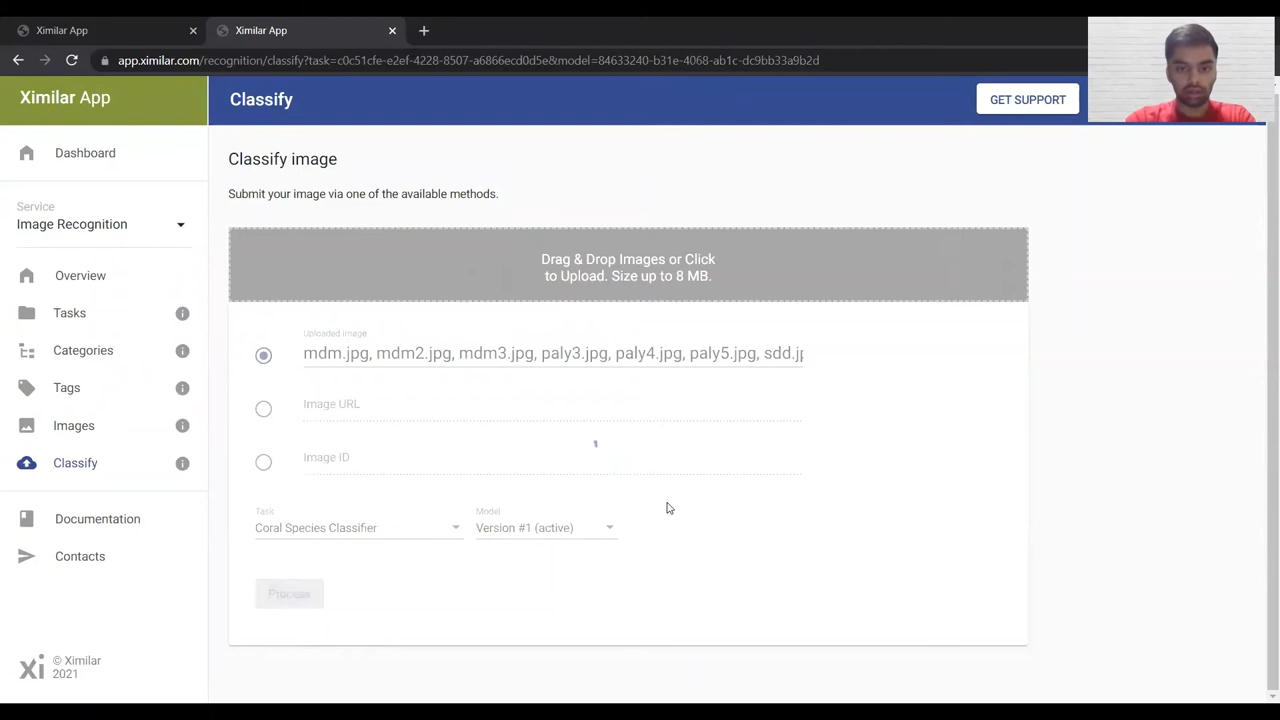 Ximilar App
Ximilar App
app.ximilar.com/recognition/classify?task=c0c51cfe-e2ef-4228-8507-a6866ecd0d5e&model=84633240-b31e-4068-ab1c-dc9bb33a9b2d
Ximilar App
Classify
GET SUPPORT
Dashboard
Service
Image Recognition
Overview
Tasks
Categories
Tags
Images
Classify
Documentation
Contacts
© Ximilar
2021
Classify image
Submit your image via one of the available methods.
Drag & Drop Images or Click
to Upload. Size up to 8 MB.
Uploaded image
mdm.jpg, mdm2.jpg, mdm3.jpg, paly3.jpg, paly4.jpg, paly5.jpg, sdd.jp
Image URL
Image ID
Task
Coral Species Classifier
Model
Version #1 (active)
Process